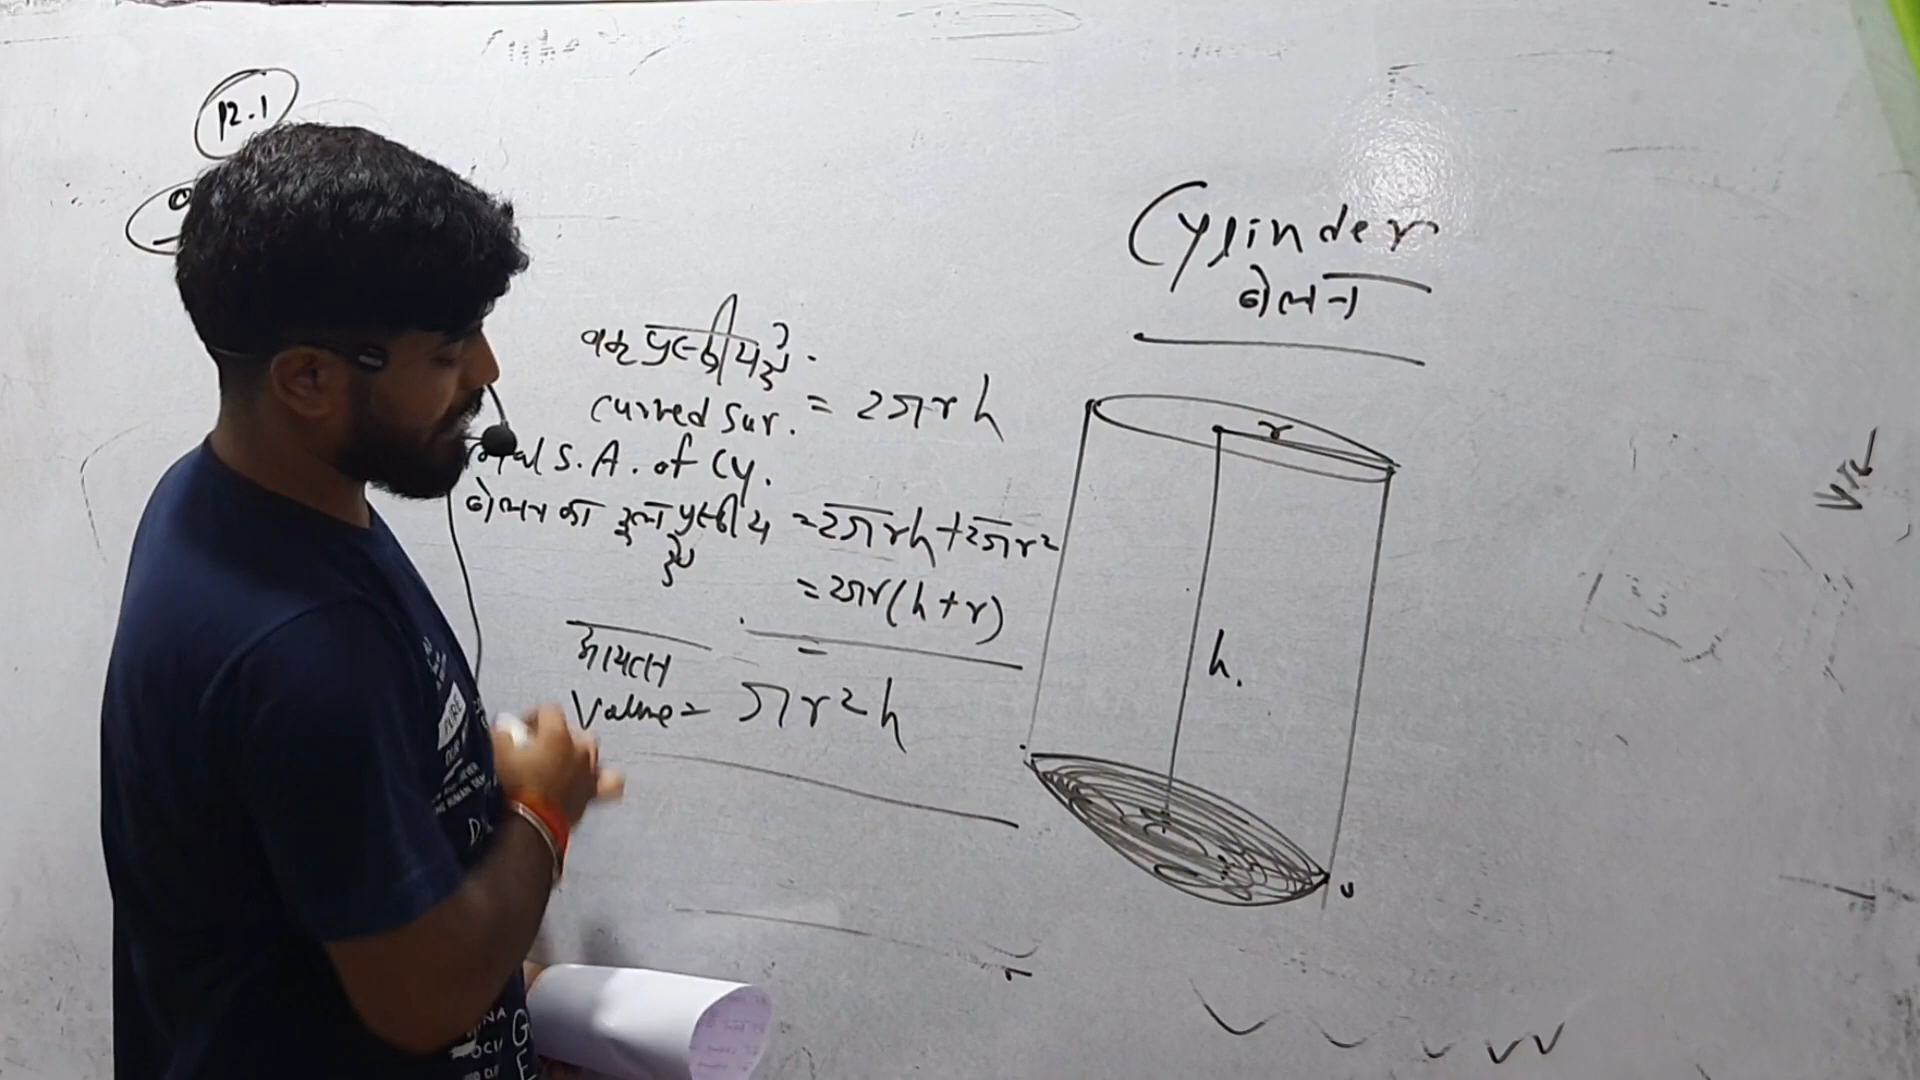 12.1
Cylinder
बेलन
वक्र पृष्ठीय क्षे.
curved sur. = 2πrh
S.A. of Cy.
बेलन का कुल पृष्ठीय क्षे = 2πrh + 2πr²
= 2πr(h+r)
=
आयतन
Volume = πr²h
r
h.